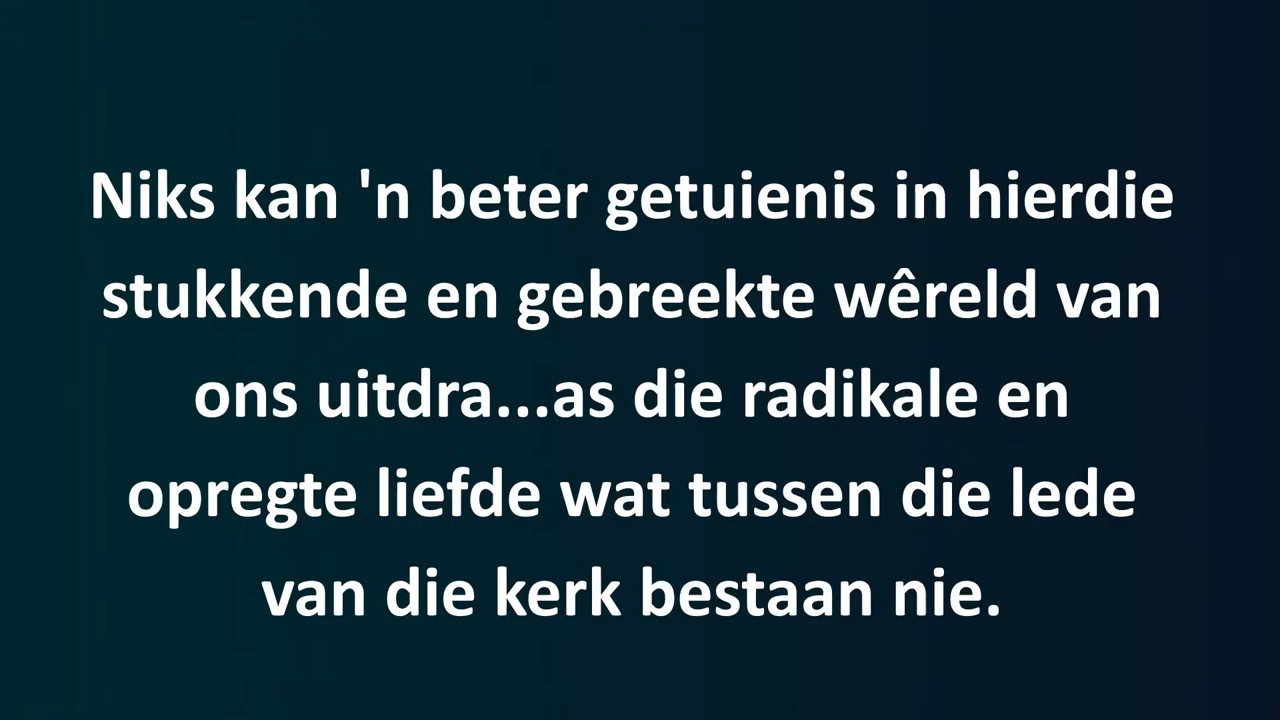 Niks kan 'n beter getuienis in hierdie
stukkende en gebreekte wêreld van
ons uitdra...as die radikale en
opregte liefde wat tussen die lede
van die kerk bestaan nie.